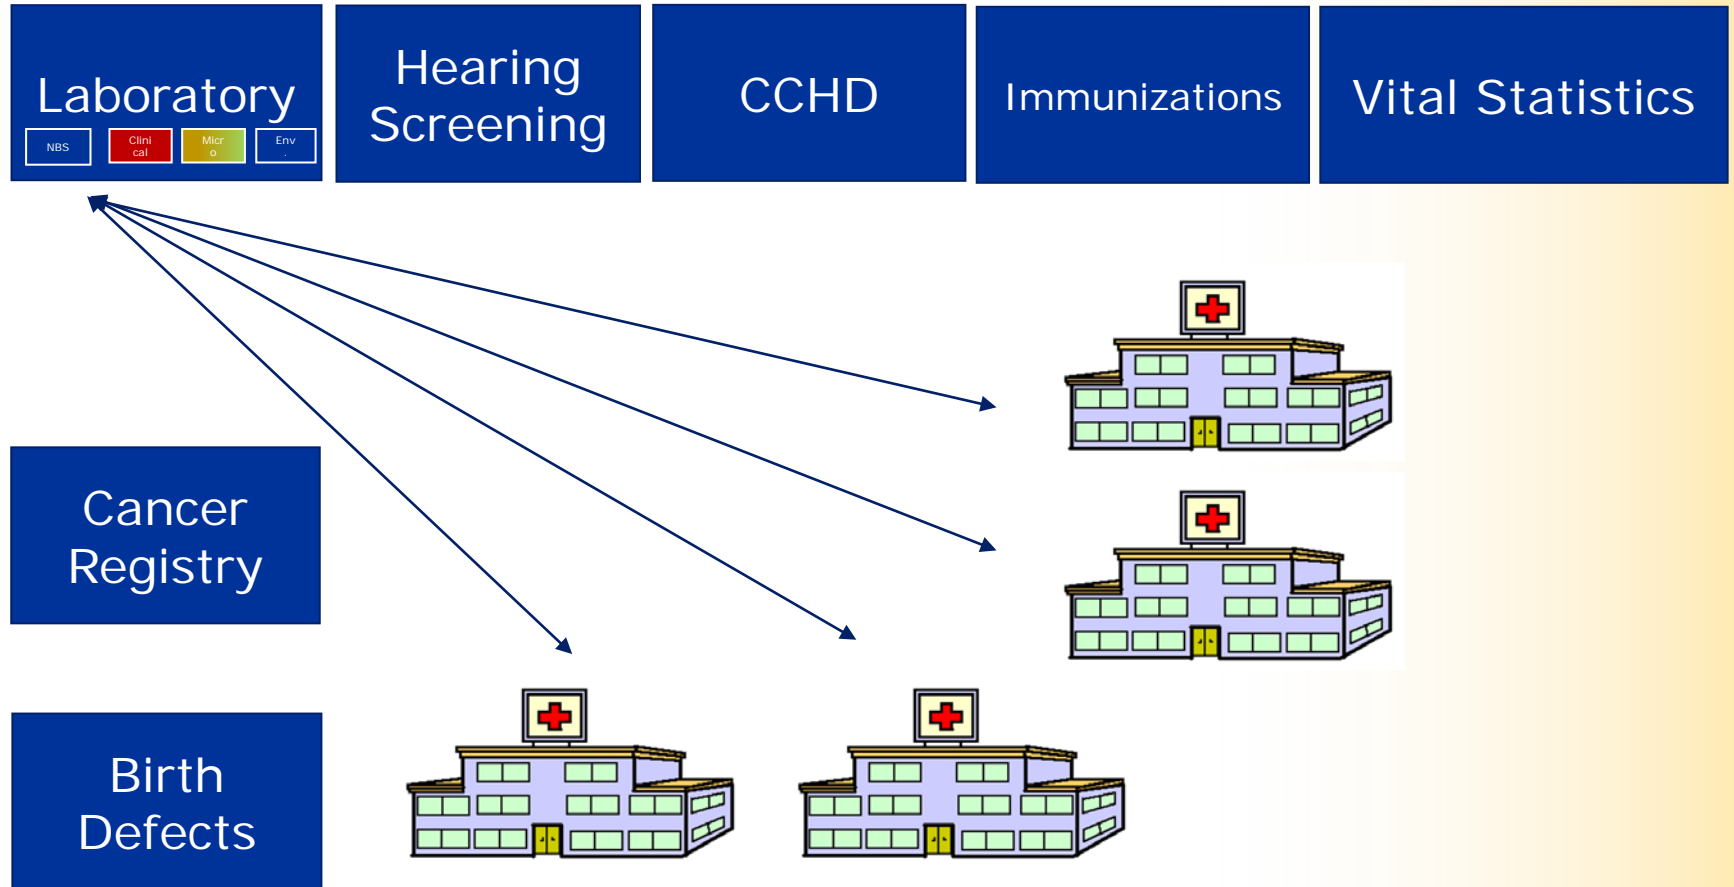 Laboratory
NBS
Clini
cal
Micr
o
Env
.
Hearing
Screening
CCHD
Immunizations
Vital Statistics
Cancer
Registry
Birth
Defects